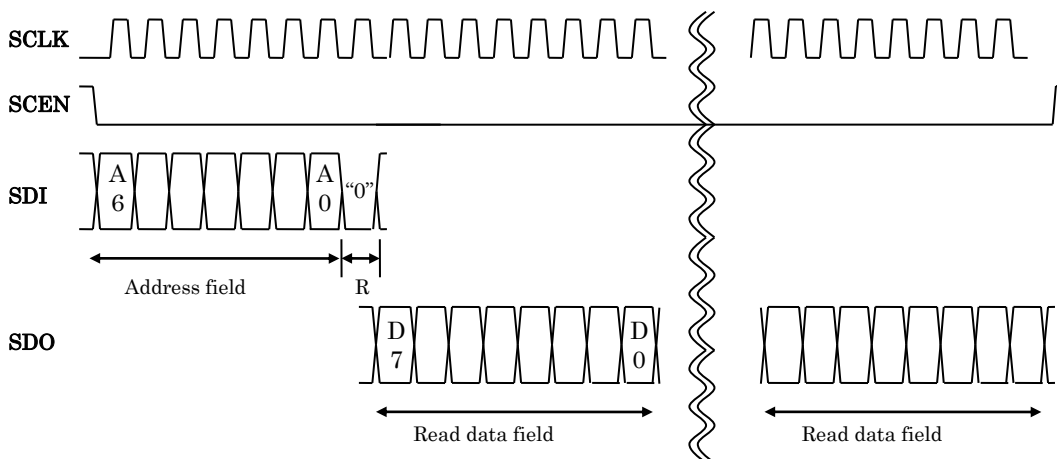 SCLK
SCEN
SDI
A
6
A
0
“0”
Address field
R
SDO
D
7
D
0
Read data field
Read data field